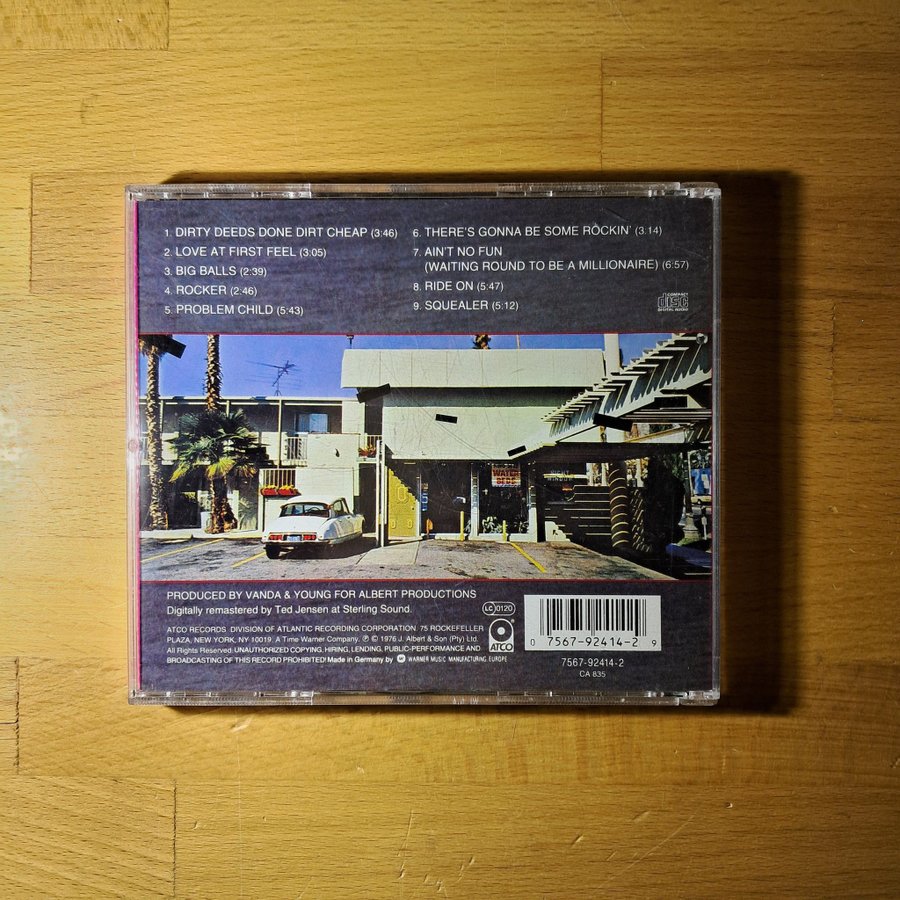 1. DIRTY DEEDS DONE DIRT CHEAP (3:46)
2. LOVE AT FIRST FEEL (3:05)
3. BIG BALLS (2:39)
4. ROCKER (2:46)
5. PROBLEM CHILD (5:43)
6. THERE'S GONNA BE SOME ROCKIN' (3:14)
7. AIN'T NO FUN
(WAITING ROUND TO BE A MILLIONAIRE) (6:57)
8. RIDE ON (5:47)
9. SQUEALER (5:12)
COMPACT
disc
DIGITAL AUDIO
WATER
BEDS
PRODUCED BY VANDA & YOUNG FOR ALBERT PRODUCTIONS
Digitally remastered by Ted Jensen at Sterling Sound.
ATCO RECORDS DIVISION OF ATLANTIC RECORDING CORPORATION. 75 ROCKEFELLER
PLAZA, NEW YORK, NY 10019. A Time Warner Company. ℗ © 1976 J. Albert & Son (Pty) Ltd.
All Rights Reserved. UNAUTHORIZED COPYING, HIRING, LENDING, PUBLIC-PERFORMANCE AND
BROADCASTING OF THIS RECORD PROHIBITED! Made in Germany by WARNER MUSIC MANUFACTURING EUROPE
LC 0120
ATCO
0 7567-92414-2 9
7567-92414-2
CA 835